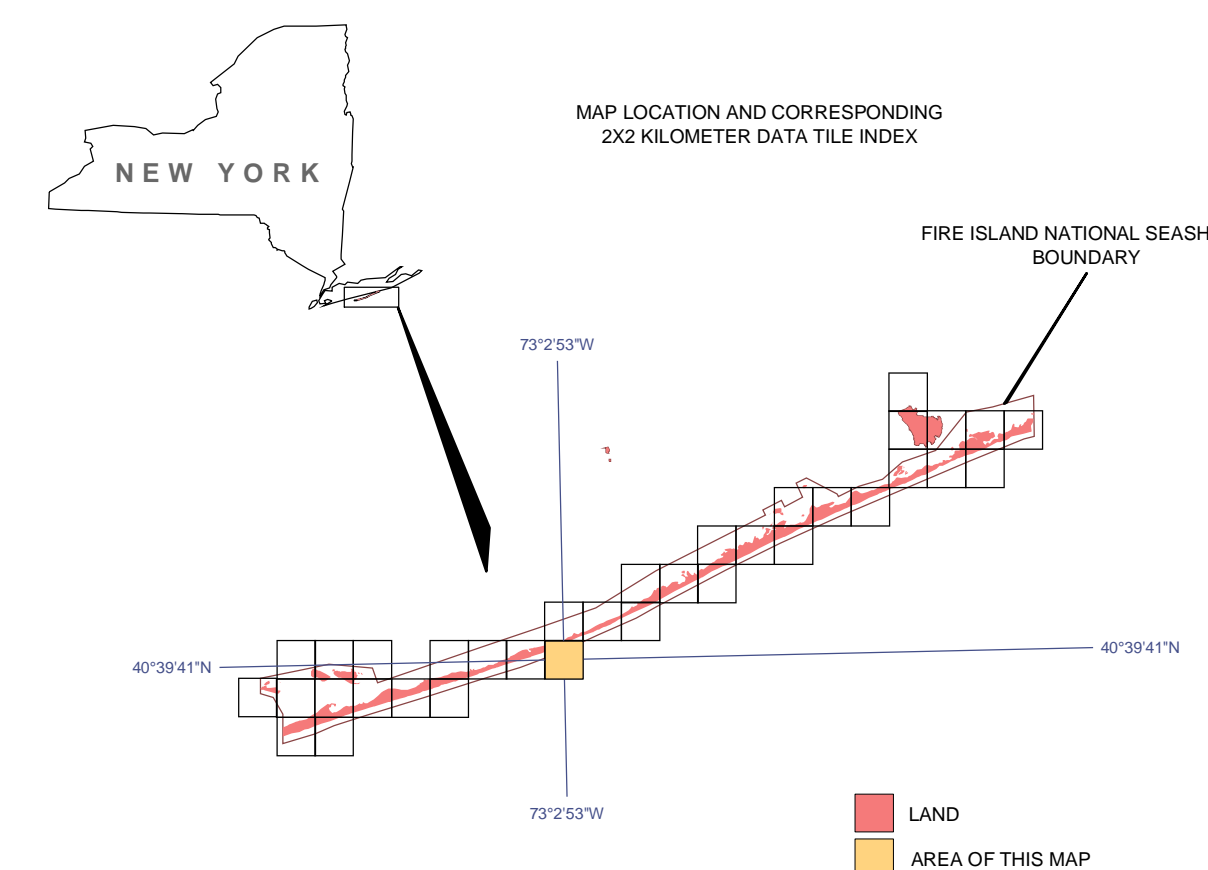 MAP LOCATION AND CORRESPONDING
2X2 KILOMETER DATA TILE INDEX
NEW YORK
FIRE ISLAND NATIONAL SEASH
BOUNDARY
73°2'53"W
40°39'41"N
40°39'41"N
73°2'53"W
LAND
AREA OF THIS MAP